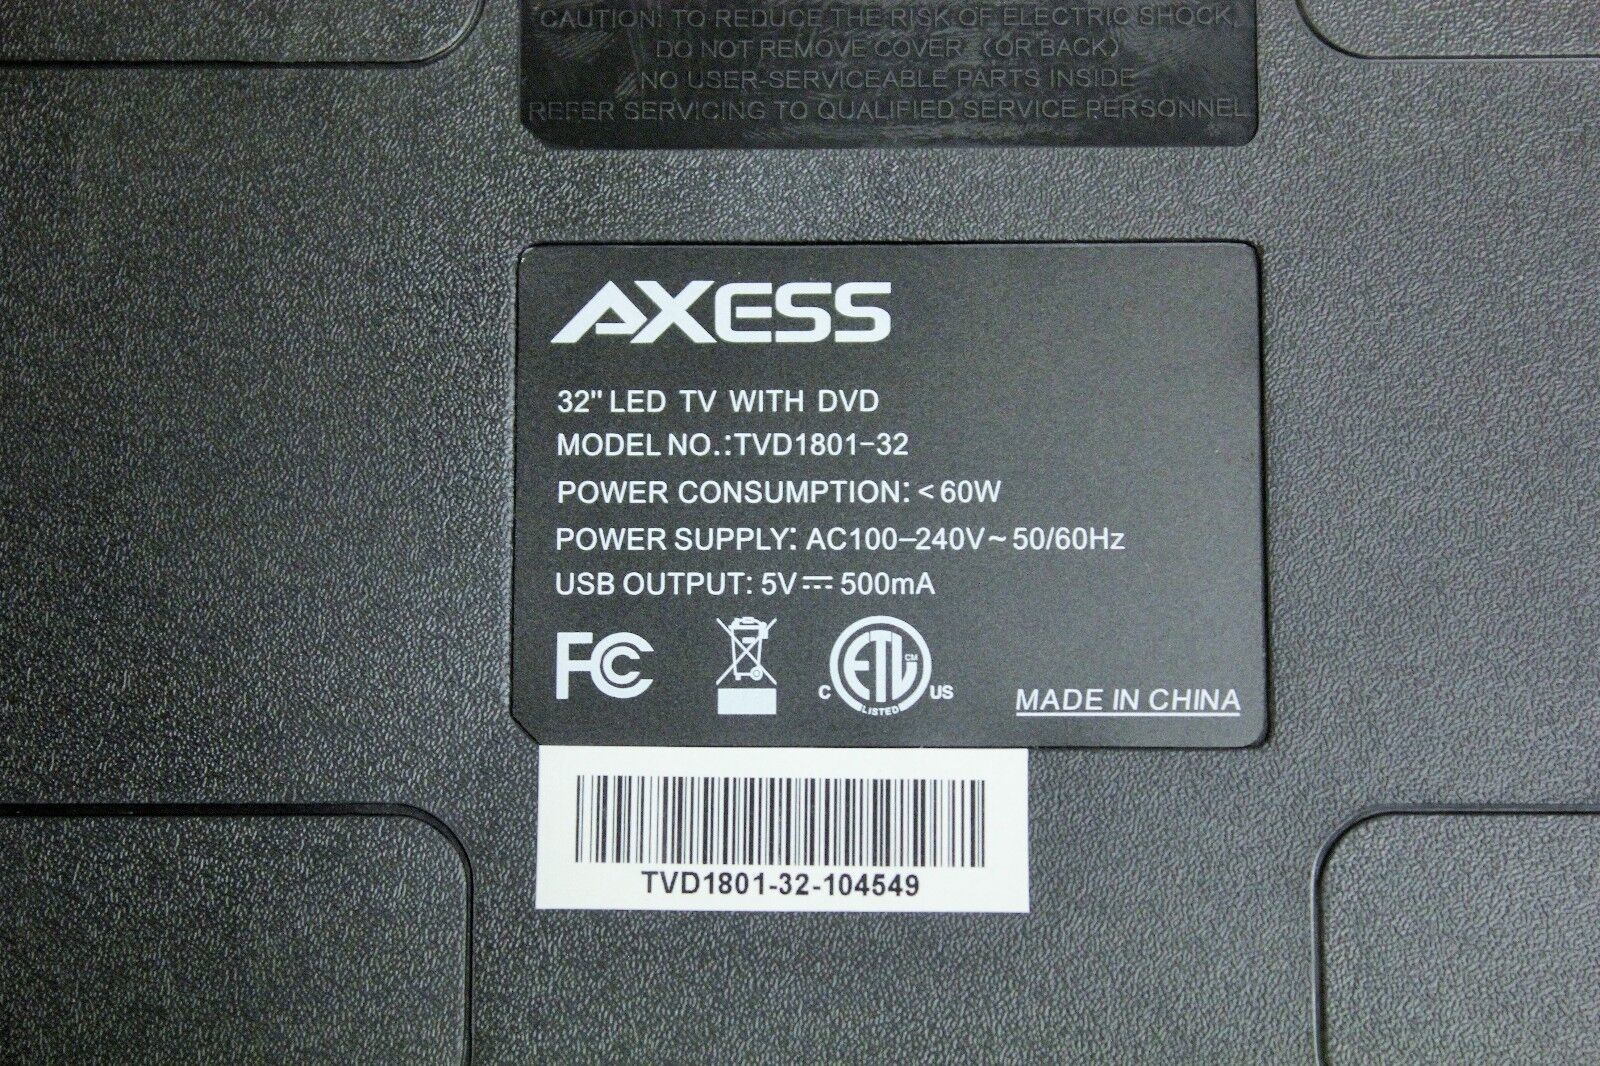 CAUTION: TO REDUCE THE RISK OF ELECTRIC SHOCK,
DO NOT REMOVE COVER (OR BACK)
NO USER-SERVICEABLE PARTS INSIDE
REFER SERVICING TO QUALIFIED SERVICE PERSONNEL
AXESS
32" LED TV WITH DVD
MODEL NO.:TVD1801-32
POWER CONSUMPTION: <60W
POWER SUPPLY: AC100-240V~50/60Hz
USB OUTPUT: 5V⎓500mA
FC
C ETL CM US
LISTED
MADE IN CHINA
TVD1801-32-104549